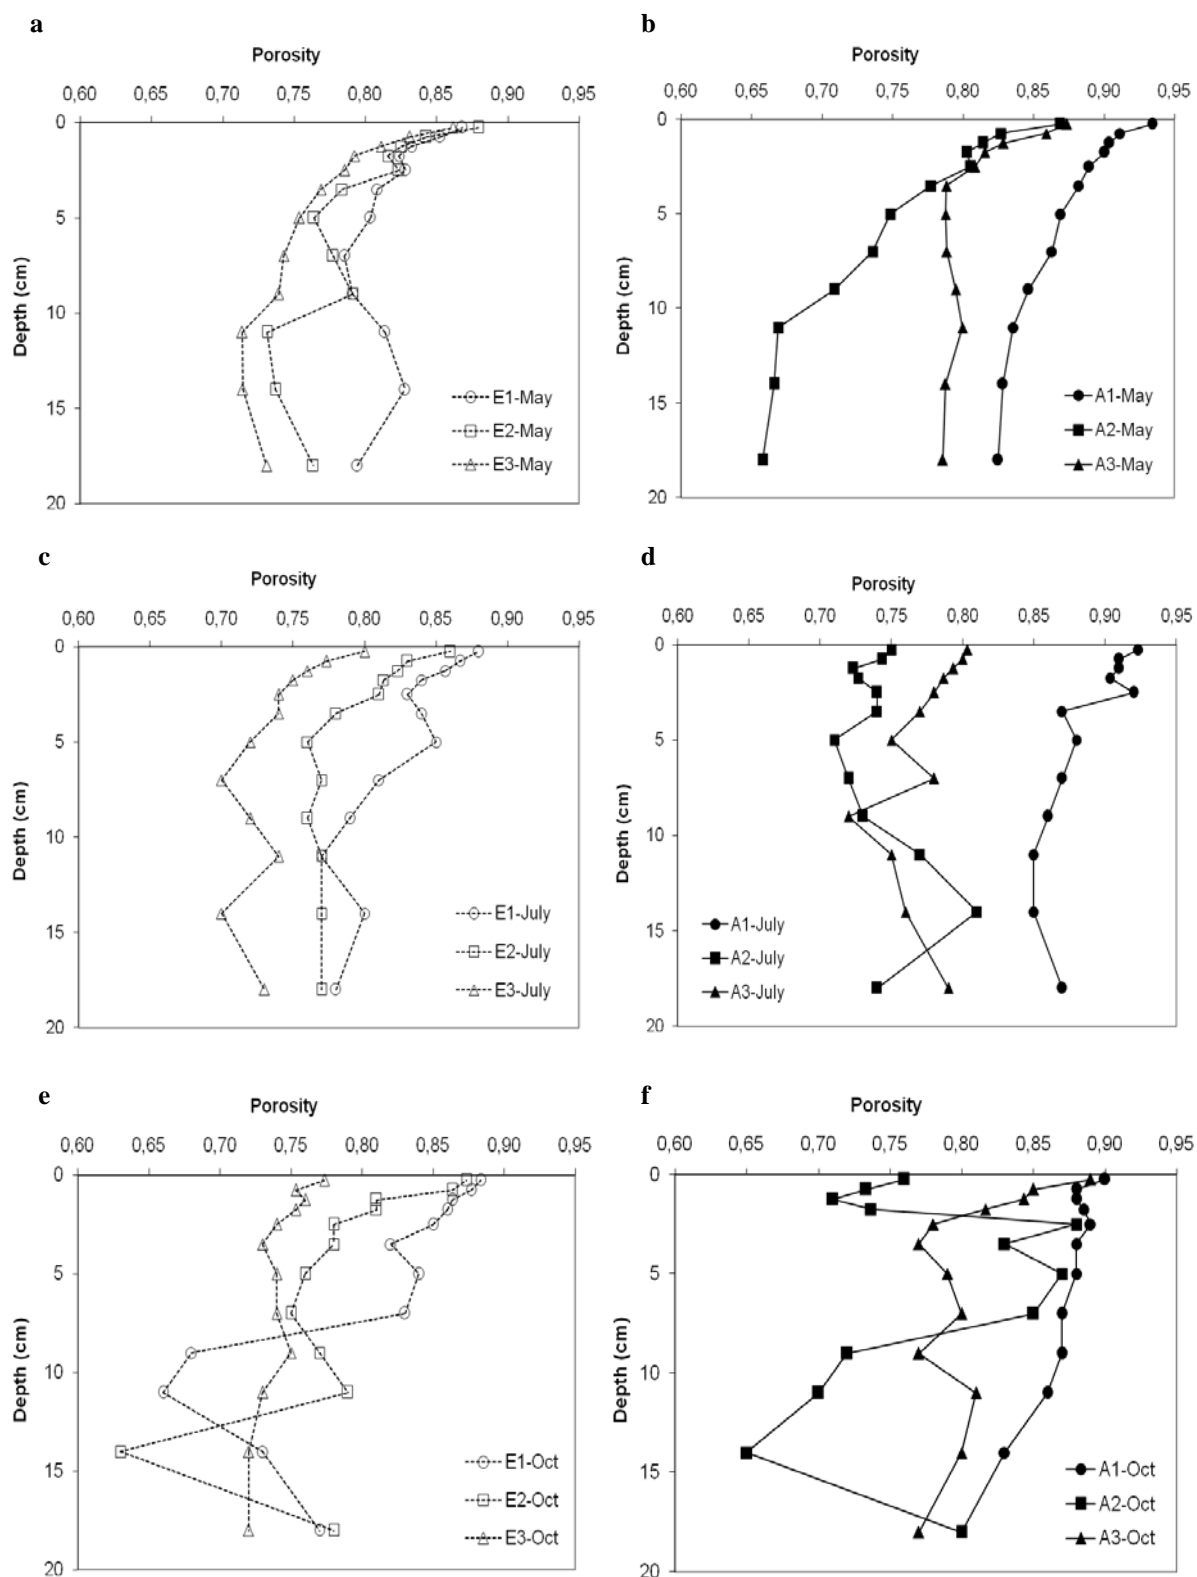 a
Porosity
0,60 0,65 0,70 0,75 0,80 0,85 0,90 0,95
0
5
10
15
20
Depth (cm)
E1-May
E2-May
E3-May
b
Porosity
0,60 0,65 0,70 0,75 0,80 0,85 0,90 0,95
0
5
10
15
20
Depth (cm)
A1-May
A2-May
A3-May
c
Porosity
0,60 0,65 0,70 0,75 0,80 0,85 0,90 0,95
0
5
10
15
20
Depth (cm)
E1-July
E2-July
E3-July
d
Porosity
0,60 0,65 0,70 0,75 0,80 0,85 0,90 0,95
0
5
10
15
20
Depth (cm)
A1-July
A2-July
A3-July
e
Porosity
0,60 0,65 0,70 0,75 0,80 0,85 0,90 0,95
0
5
10
15
20
Depth (cm)
E1-Oct
E2-Oct
E3-Oct
f
Porosity
0,60 0,65 0,70 0,75 0,80 0,85 0,90 0,95
0
5
10
15
20
Depth (cm)
A1-Oct
A2-Oct
A3-Oct